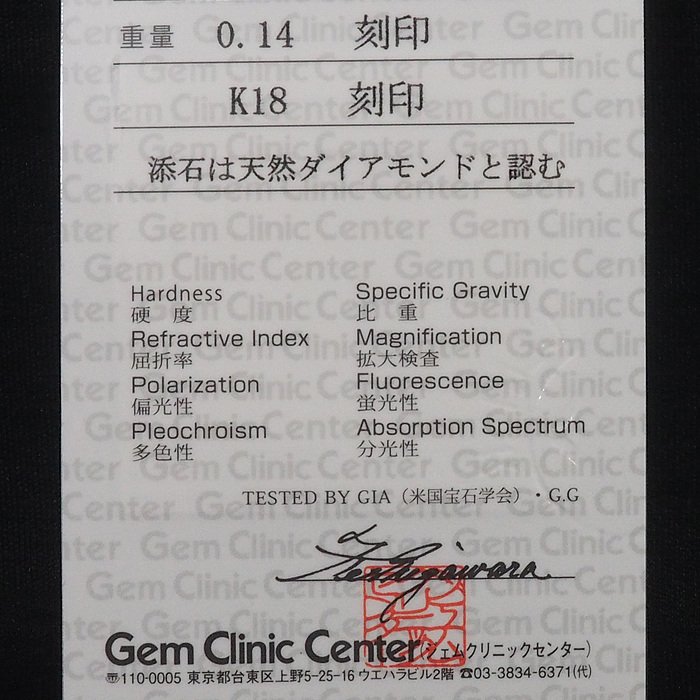 重量 0.14 刻印
K18 刻印
添石は天然ダイアモンドと認む
Hardness Specific Gravity
硬 度 比 重
Refractive Index Magnification
屈折率 拡大検査
Polarization Fluorescence
偏光性 蛍光性
Pleochroism Absorption Spectrum
多色性 分光性
TESTED BY GIA（米国宝石学会）・G.G
Gem Clinic Center（ジェムクリニックセンター）
〒110-0005 東京都台東区上野5-25-16 ウエハラビル2階 ☎03-3834-6371(代)